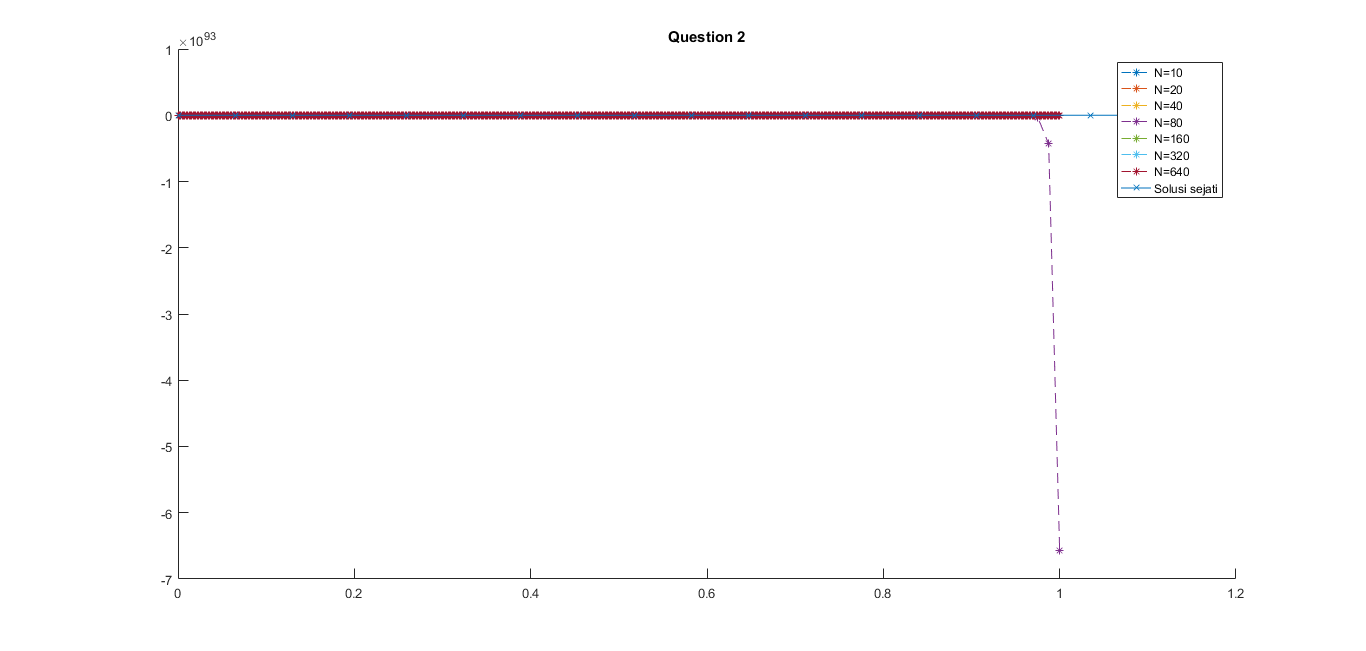 Question 2
×10^93
1
0
-1
-2
-3
-4
-5
-6
-7
0 0.2 0.4 0.6 0.8 1 1.2
N=10
N=20
N=40
N=80
N=160
N=320
N=640
Solusi sejati